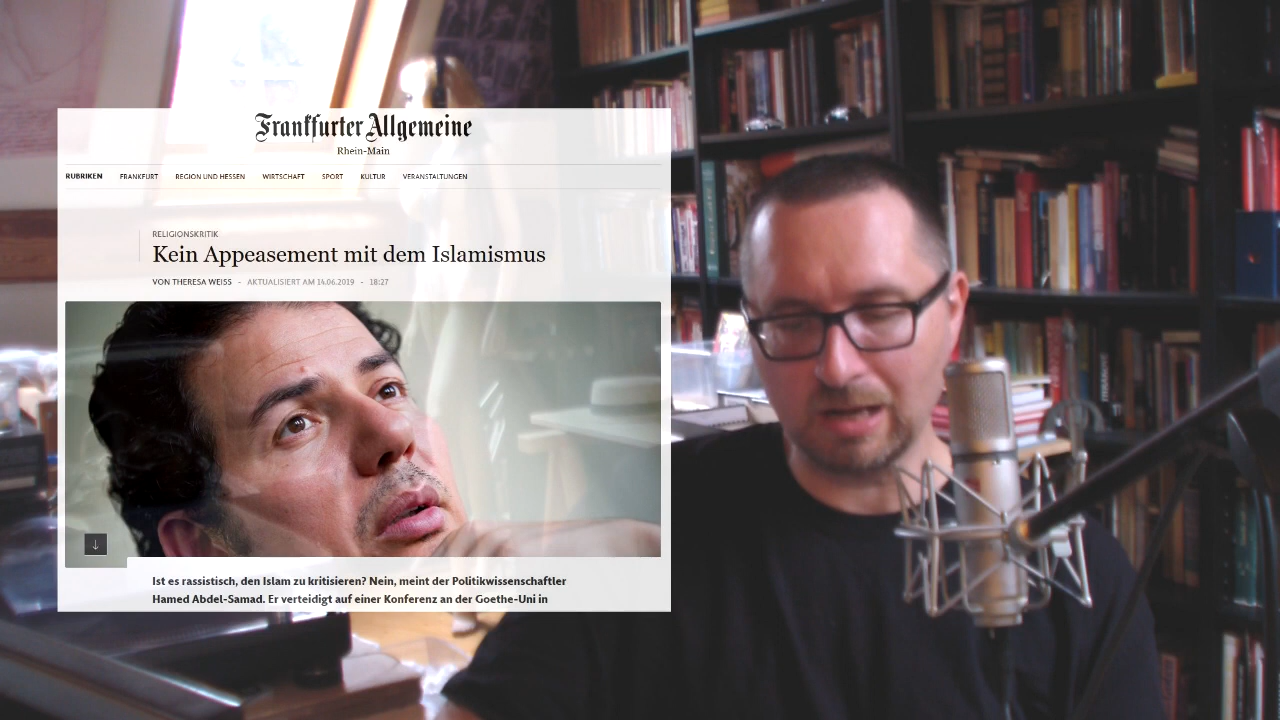 Frankfurter Allgemeine
Rhein-Main
RUBRIKEN FRANKFURT REGION UND HESSEN WIRTSCHAFT SPORT KULTUR VERANSTALTUNGEN
RELIGIONSKRITIK
Kein Appeasement mit dem Islamismus
VON THERESA WEISS - AKTUALISIERT AM 14.06.2019 - 18:27
Ist es rassistisch, den Islam zu kritisieren? Nein, meint der Politikwissenschaftler
Hamed Abdel-Samad. Er verteidigt auf einer Konferenz an der Goethe-Uni in